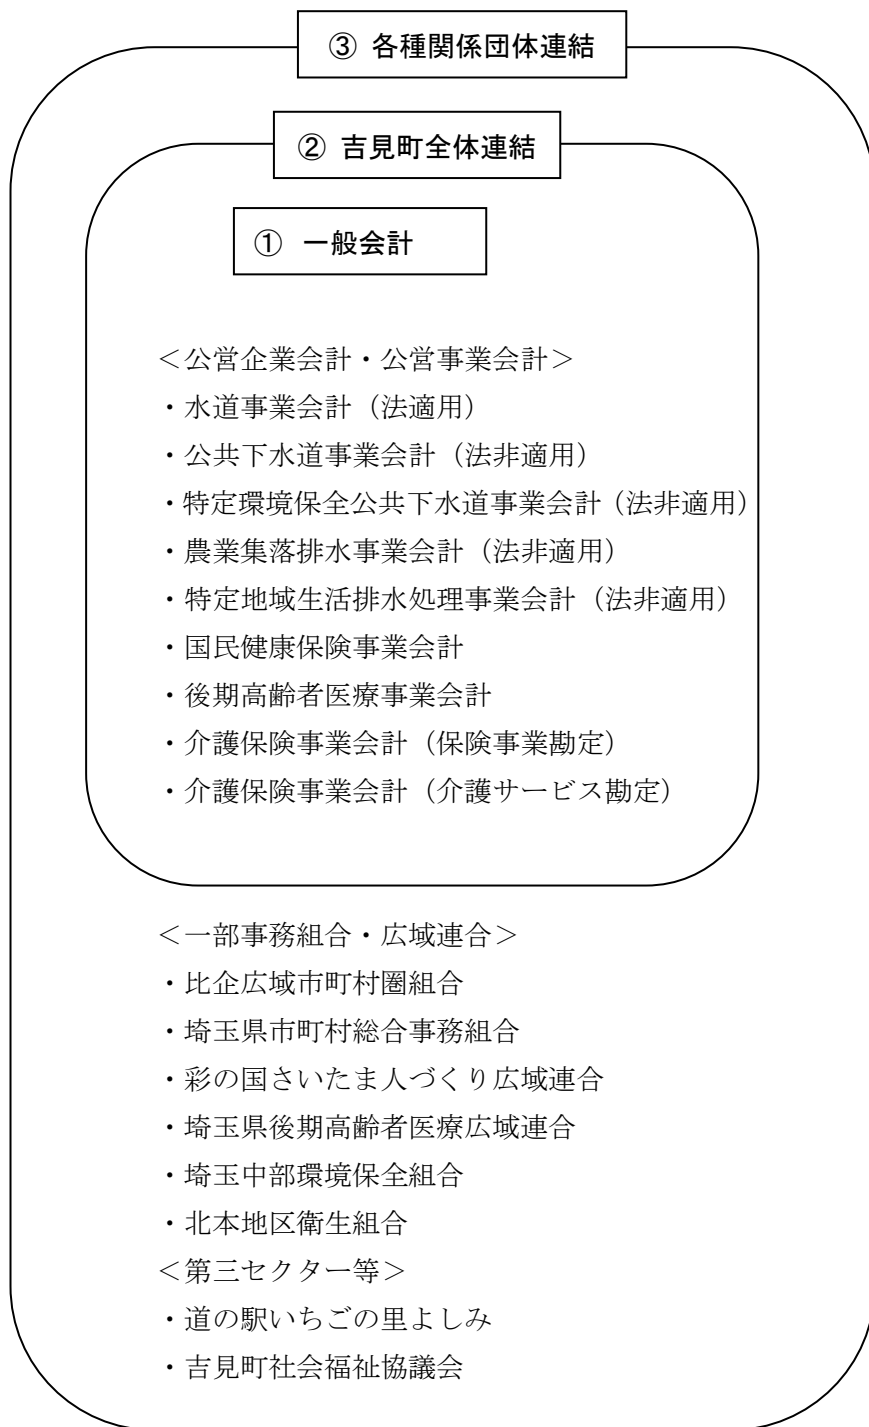 ③ 各種関係団体連結
② 吉見町全体連結
① 一般会計
＜公営企業会計・公営事業会計＞
・水道事業会計（法適用）
・公共下水道事業会計（法非適用）
・特定環境保全公共下水道事業会計（法非適用）
・農業集落排水事業会計（法非適用）
・特定地域生活排水処理事業会計（法非適用）
・国民健康保険事業会計
・後期高齢者医療事業会計
・介護保険事業会計（保険事業勘定）
・介護保険事業会計（介護サービス勘定）
＜一部事務組合・広域連合＞
・比企広域市町村圏組合
・埼玉県市町村総合事務組合
・彩の国さいたま人づくり広域連合
・埼玉県後期高齢者医療広域連合
・埼玉中部環境保全組合
・北本地区衛生組合
＜第三セクター等＞
・道の駅いちごの里よしみ
・吉見町社会福祉協議会